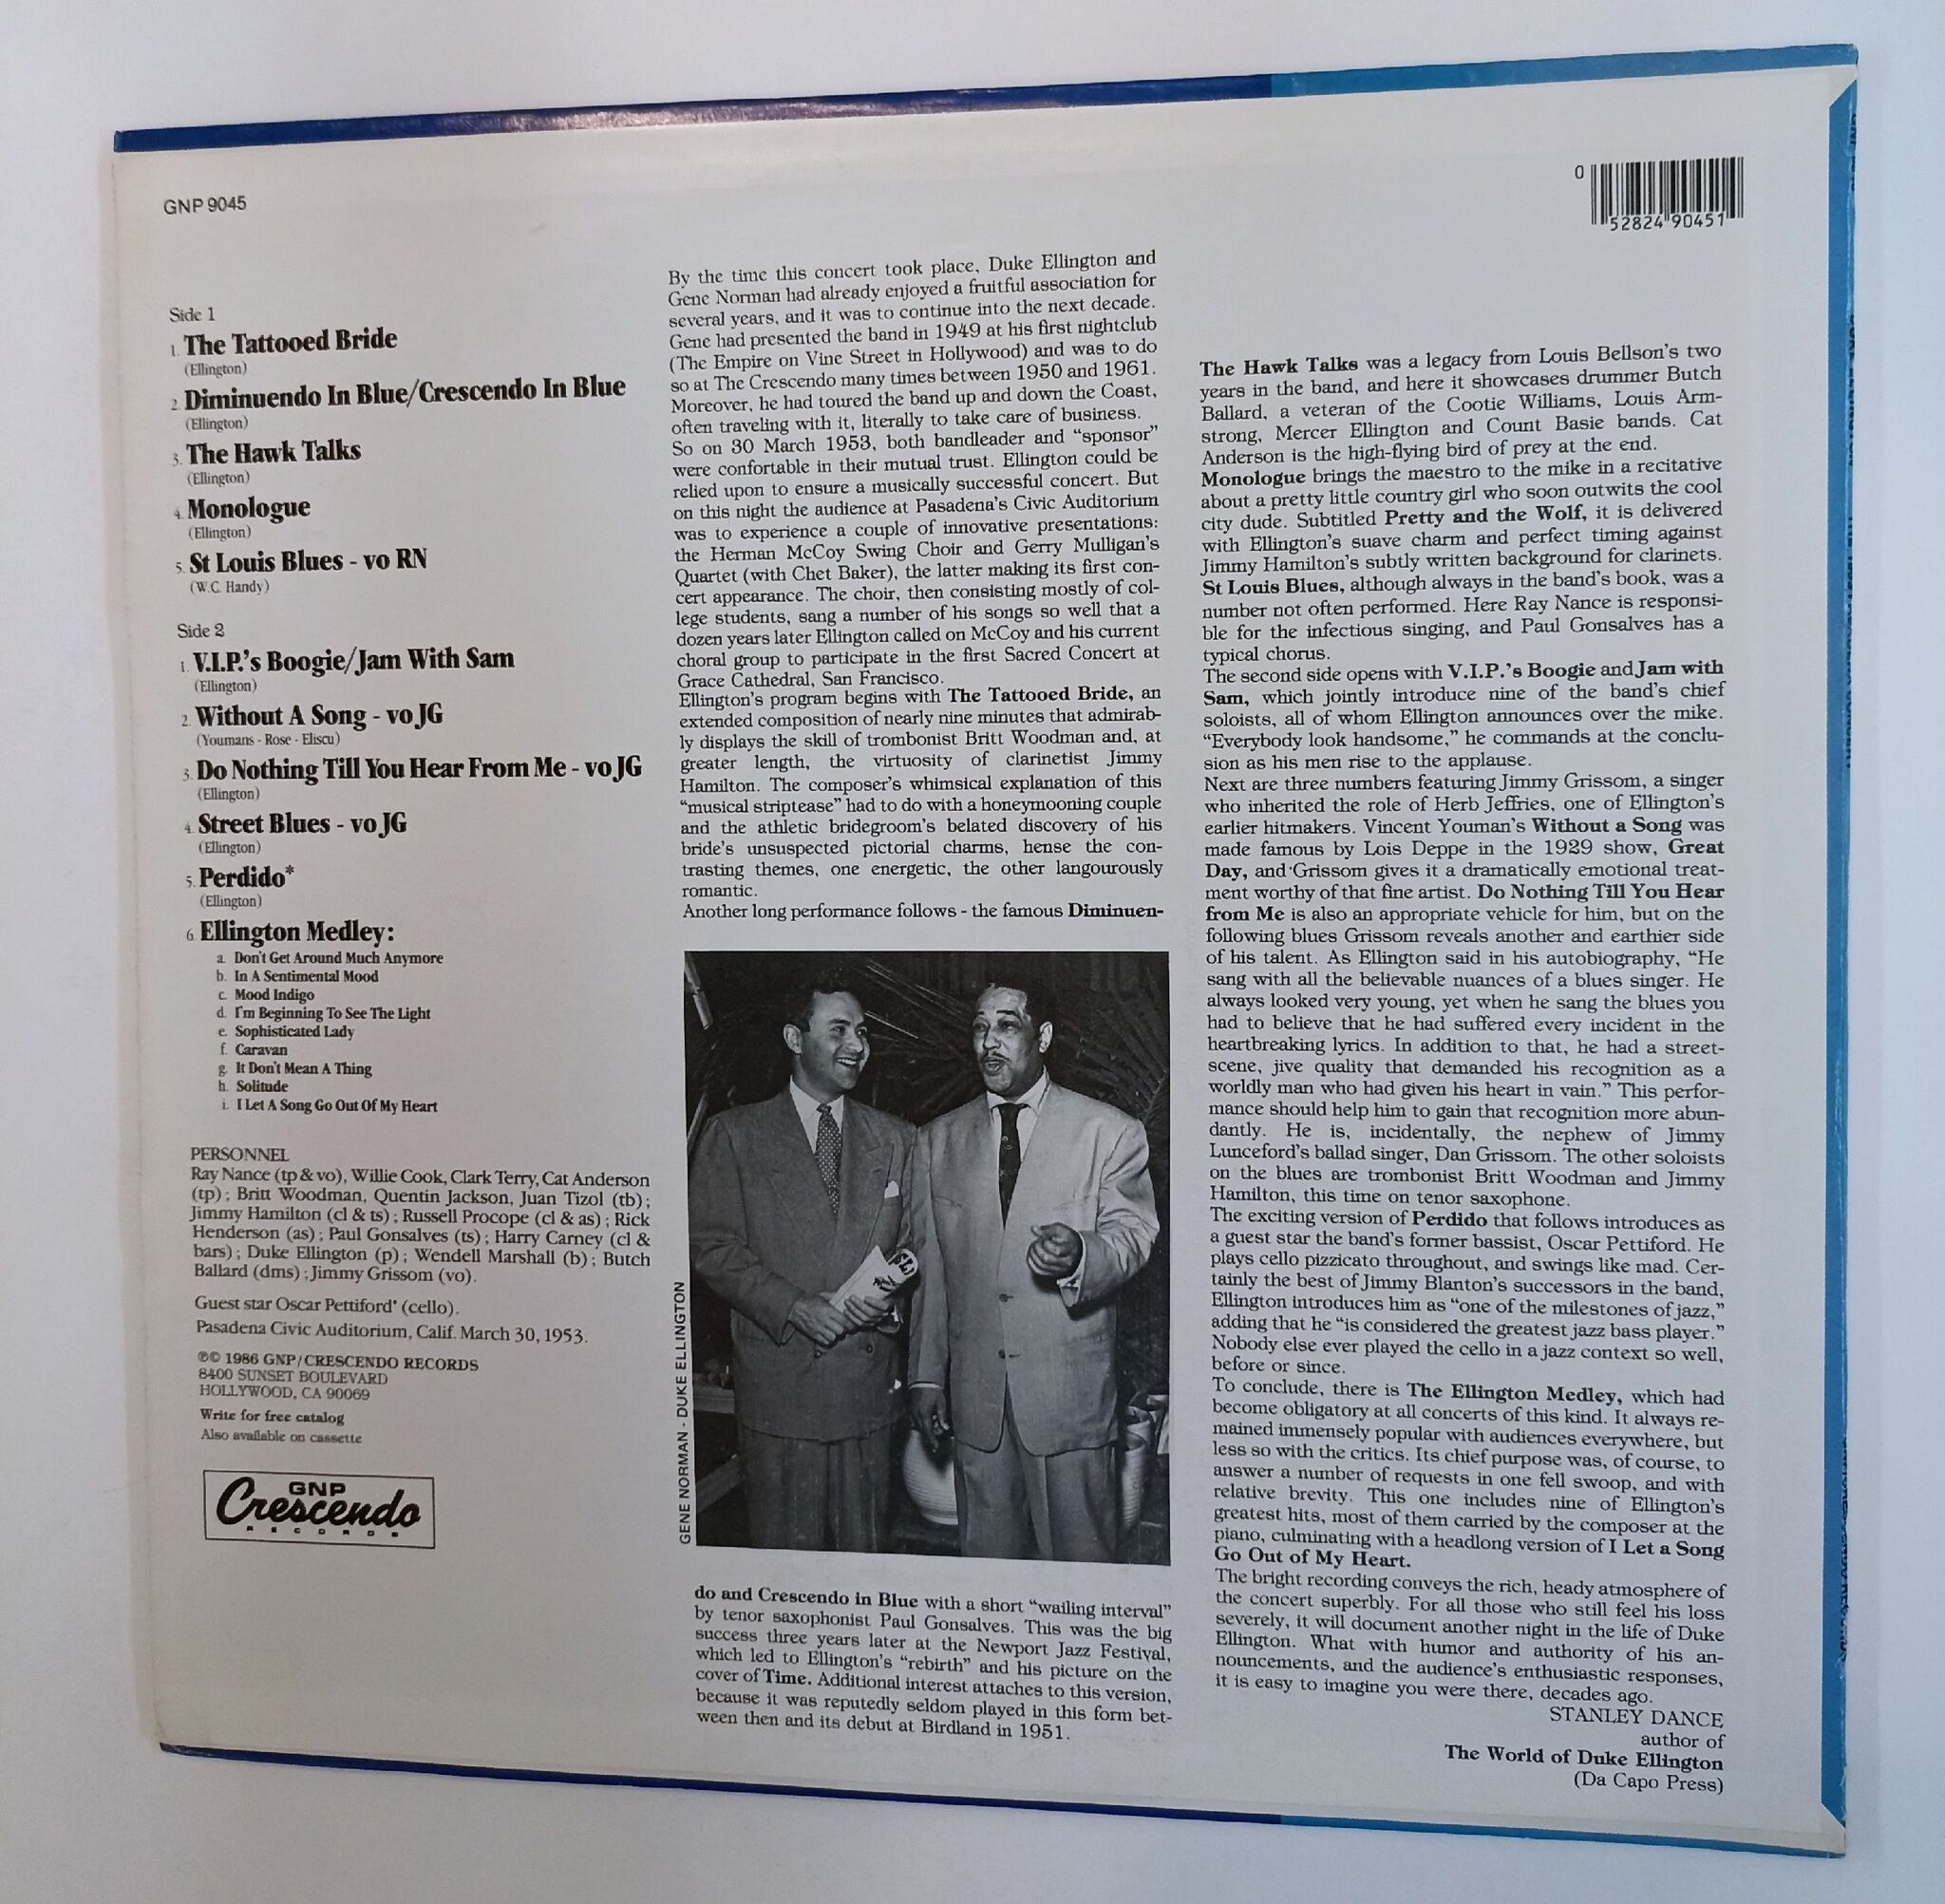 GNP 9045
0
52824 90451
Side 1
1. The Tattooed Bride
(Ellington)
2. Diminuendo In Blue/Crescendo In Blue
(Ellington)
3. The Hawk Talks
(Ellington)
4. Monologue
(Ellington)
5. St Louis Blues - vo RN
(W.C. Handy)
Side 2
1. V.I.P.'s Boogie/Jam With Sam
(Ellington)
2. Without A Song - vo JG
(Youmans - Rose - Eliscu)
3. Do Nothing Till You Hear From Me - vo JG
(Ellington)
4. Street Blues - vo JG
(Ellington)
5. Perdido*
(Ellington)
6. Ellington Medley:
a. Don't Get Around Much Anymore
b. In A Sentimental Mood
c. Mood Indigo
d. I'm Beginning To See The Light
e. Sophisticated Lady
f. Caravan
g. It Don't Mean A Thing
h. Solitude
i. I Let A Song Go Out Of My Heart
PERSONNEL
Ray Nance (tp & vo), Willie Cook, Clark Terry, Cat Anderson
(tp); Britt Woodman, Quentin Jackson, Juan Tizol (tb);
Jimmy Hamilton (cl & ts); Russell Procope (cl & as); Rick
Henderson (as); Paul Gonsalves (ts); Harry Carney (cl &
bars); Duke Ellington (p); Wendell Marshall (b); Butch
Ballard (dms); Jimmy Grissom (vo).
Guest star Oscar Pettiford* (cello).
Pasadena Civic Auditorium, Calif. March 30, 1953.
℗© 1986 GNP/CRESCENDO RECORDS
8400 SUNSET BOULEVARD
HOLLYWOOD, CA 90069
Write for free catalog
Also available on cassette
GNP
Crescendo
RECORDS
By the time this concert took place, Duke Ellington and
Gene Norman had already enjoyed a fruitful association for
several years, and it was to continue into the next decade.
Gene had presented the band in 1949 at his first nightclub
(The Empire on Vine Street in Hollywood) and was to do
so at The Crescendo many times between 1950 and 1961.
Moreover, he had toured the band up and down the Coast,
often traveling with it, literally to take care of business.
So on 30 March 1953, both bandleader and “sponsor”
were confortable in their mutual trust. Ellington could be
relied upon to ensure a musically successful concert. But
on this night the audience at Pasadena's Civic Auditorium
was to experience a couple of innovative presentations:
the Herman McCoy Swing Choir and Gerry Mulligan's
Quartet (with Chet Baker), the latter making its first con-
cert appearance. The choir, then consisting mostly of col-
lege students, sang a number of his songs so well that a
dozen years later Ellington called on McCoy and his current
choral group to participate in the first Sacred Concert at
Grace Cathedral, San Francisco.
Ellington's program begins with The Tattooed Bride, an
extended composition of nearly nine minutes that admirab-
ly displays the skill of trombonist Britt Woodman and, at
greater length, the virtuosity of clarinetist Jimmy
Hamilton. The composer's whimsical explanation of this
“musical striptease” had to do with a honeymooning couple
and the athletic bridegroom's belated discovery of his
bride's unsuspected pictorial charms, hense the con-
trasting themes, one energetic, the other langourously
romantic.
Another long performance follows - the famous Diminuen-
GENE NORMAN - DUKE ELLINGTON
do and Crescendo in Blue with a short “wailing interval”
by tenor saxophonist Paul Gonsalves. This was the big
success three years later at the Newport Jazz Festival,
which led to Ellington's “rebirth” and his picture on the
cover of Time. Additional interest attaches to this version,
because it was reputedly seldom played in this form bet-
ween then and its debut at Birdland in 1951.
The Hawk Talks was a legacy from Louis Bellson's two
years in the band, and here it showcases drummer Butch
Ballard, a veteran of the Cootie Williams, Louis Arm-
strong, Mercer Ellington and Count Basie bands. Cat
Anderson is the high-flying bird of prey at the end.
Monologue brings the maestro to the mike in a recitative
about a pretty little country girl who soon outwits the cool
city dude. Subtitled Pretty and the Wolf, it is delivered
with Ellington's suave charm and perfect timing against
Jimmy Hamilton's subtly written background for clarinets.
St Louis Blues, although always in the band's book, was a
number not often performed. Here Ray Nance is responsi-
ble for the infectious singing, and Paul Gonsalves has a
typical chorus.
The second side opens with V.I.P.'s Boogie and Jam with
Sam, which jointly introduce nine of the band's chief
soloists, all of whom Ellington announces over the mike.
“Everybody look handsome,” he commands at the conclu-
sion as his men rise to the applause.
Next are three numbers featuring Jimmy Grissom, a singer
who inherited the role of Herb Jeffries, one of Ellington's
earlier hitmakers. Vincent Youman's Without a Song was
made famous by Lois Deppe in the 1929 show, Great
Day, and Grissom gives it a dramatically emotional treat-
ment worthy of that fine artist. Do Nothing Till You Hear
from Me is also an appropriate vehicle for him, but on the
following blues Grissom reveals another and earthier side
of his talent. As Ellington said in his autobiography, “He
sang with all the believable nuances of a blues singer. He
always looked very young, yet when he sang the blues you
had to believe that he had suffered every incident in the
heartbreaking lyrics. In addition to that, he had a street-
scene, jive quality that demanded his recognition as a
worldly man who had given his heart in vain.” This perfor-
mance should help him to gain that recognition more abun-
dantly. He is, incidentally, the nephew of Jimmy
Lunceford's ballad singer, Dan Grissom. The other soloists
on the blues are trombonist Britt Woodman and Jimmy
Hamilton, this time on tenor saxophone.
The exciting version of Perdido that follows introduces as
a guest star the band's former bassist, Oscar Pettiford. He
plays cello pizzicato throughout, and swings like mad. Cer-
tainly the best of Jimmy Blanton's successors in the band,
Ellington introduces him as “one of the milestones of jazz,”
adding that he “is considered the greatest jazz bass player.”
Nobody else ever played the cello in a jazz context so well,
before or since.
To conclude, there is The Ellington Medley, which had
become obligatory at all concerts of this kind. It always re-
mained immensely popular with audiences everywhere, but
less so with the critics. Its chief purpose was, of course, to
answer a number of requests in one fell swoop, and with
relative brevity. This one includes nine of Ellington's
greatest hits, most of them carried by the composer at the
piano, culminating with a headlong version of I Let a Song
Go Out of My Heart.
The bright recording conveys the rich, heady atmosphere of
the concert superbly. For all those who still feel his loss
severely, it will document another night in the life of Duke
Ellington. What with humor and authority of his an-
nouncements, and the audience's enthusiastic responses,
it is easy to imagine you were there, decades ago.
STANLEY DANCE
author of
The World of Duke Ellington
(Da Capo Press)